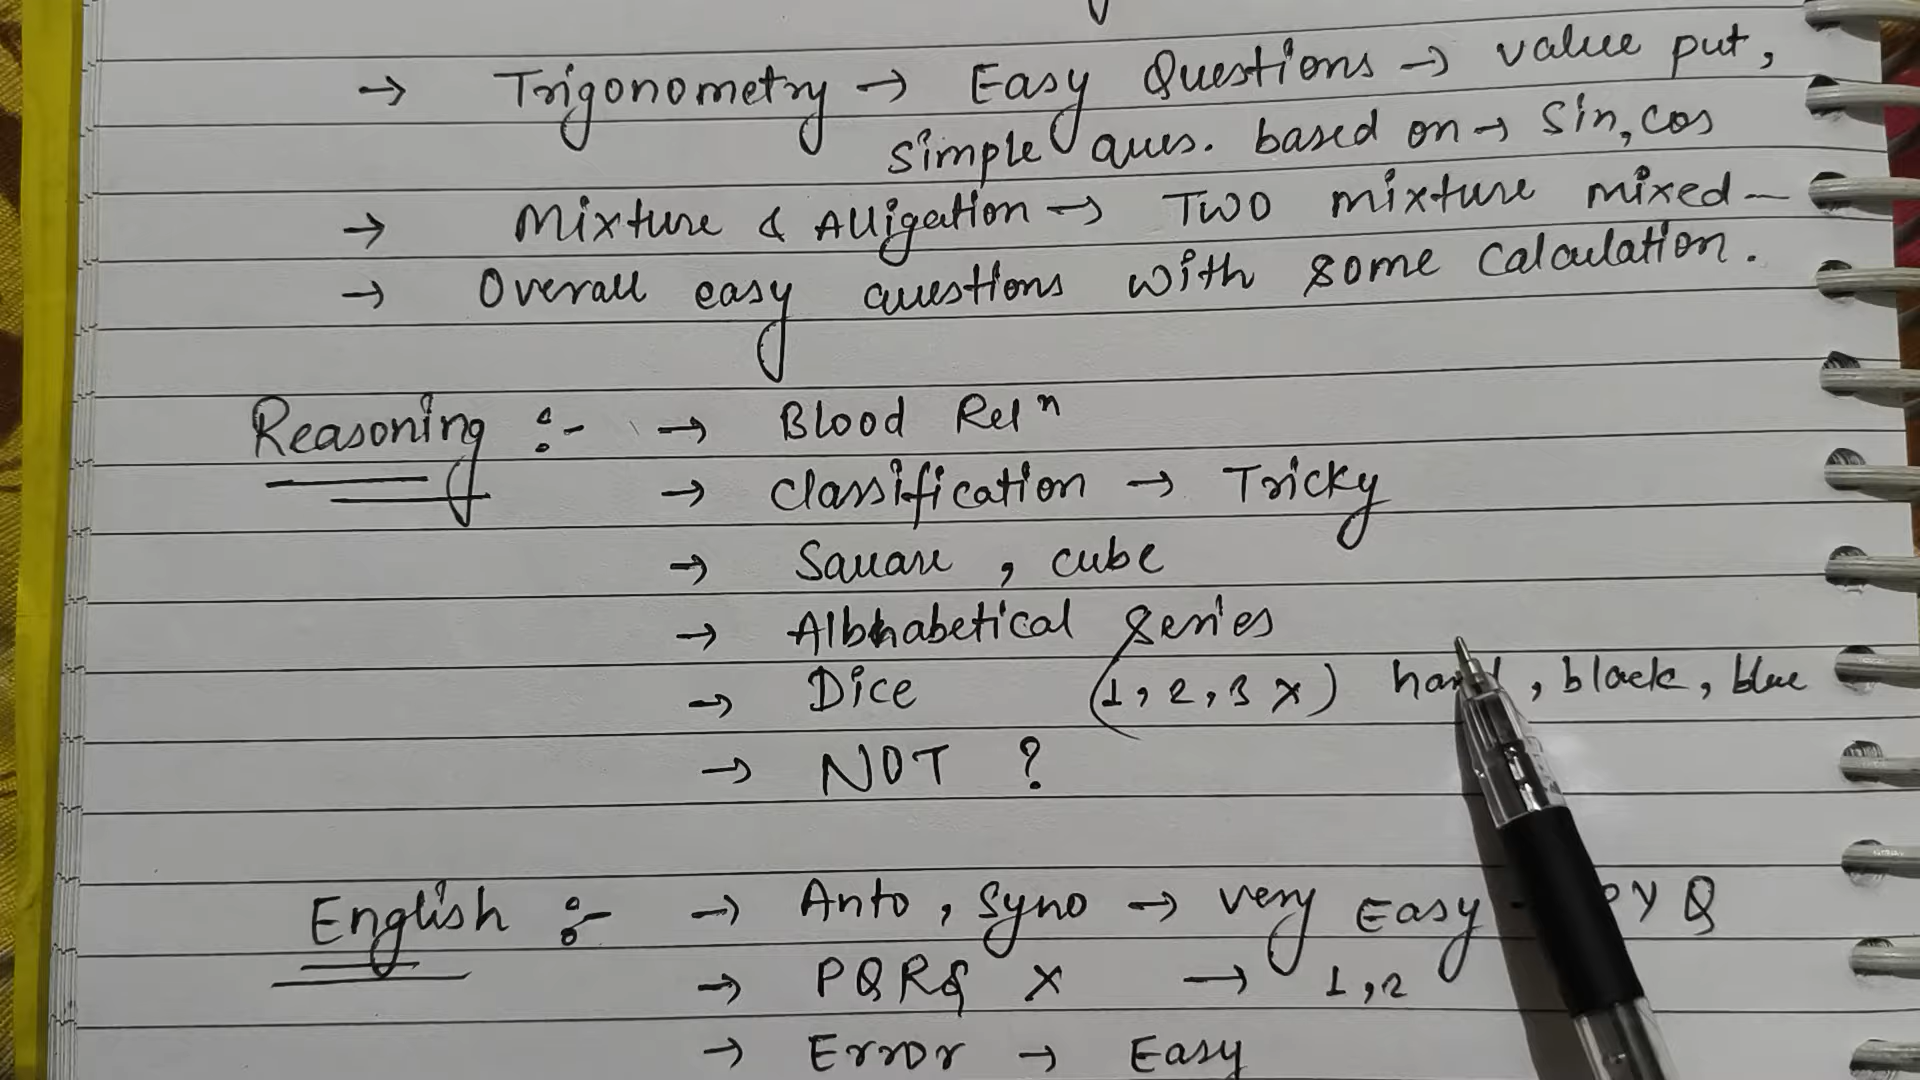 → Trigonometry → Easy Questions → value put,
simple Ques. based on → Sin, cos
→ Mixture & Alligation → Two mixture mixed –
→ Overall easy questions with some calculation.
Reasoning :- → Blood Relⁿ
→ classification → Tricky
→ Square , cube
→ Alphabetical series
→ Dice (1, 2, 3 x) , black, blue
→ NOT ?
English :- → Anto, Syno → very Easy - PYQ
→ PQRS X → 1,2
→ Error → Easy